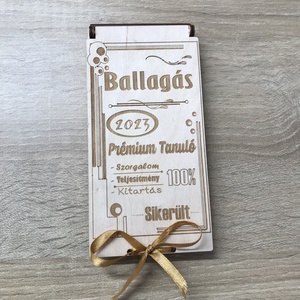 Ballagás
2023
Prémium Tanuló
- Szorgalom
- Teljesítmény 100%
- Kitartás
Sikerült